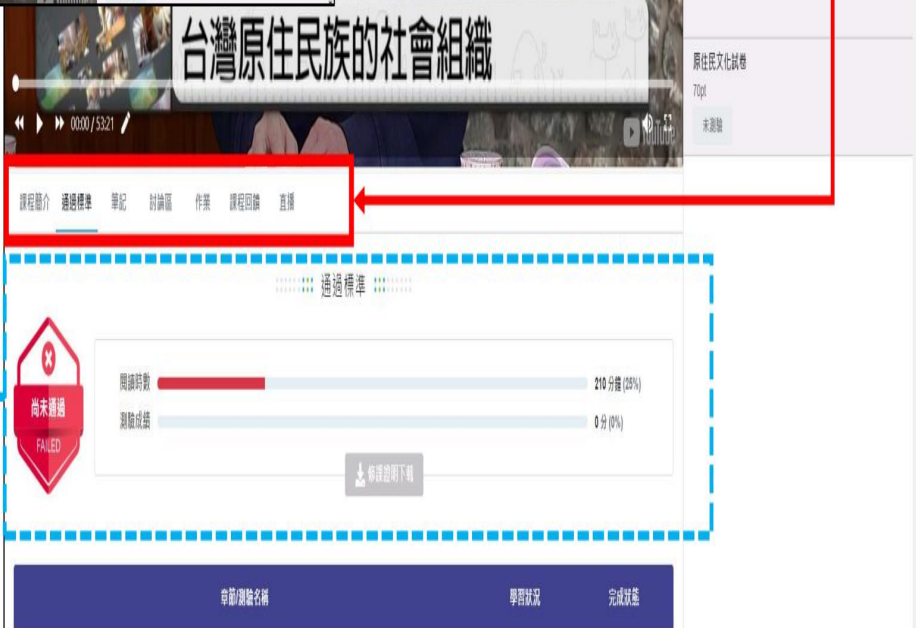 台灣原住民族的社會組織
00:00 / 53:21
YouTube
原住民文化試卷
70pt
未測驗
課程簡介 通過標準 筆記 討論區 作業 課程回饋 直播
通過標準
尚未通過
FAILED
閱讀時數 210 分鐘 (25%)
測驗成績 0 分 (0%)
修課證明下載
章節/測驗名稱 學習狀況 完成狀態